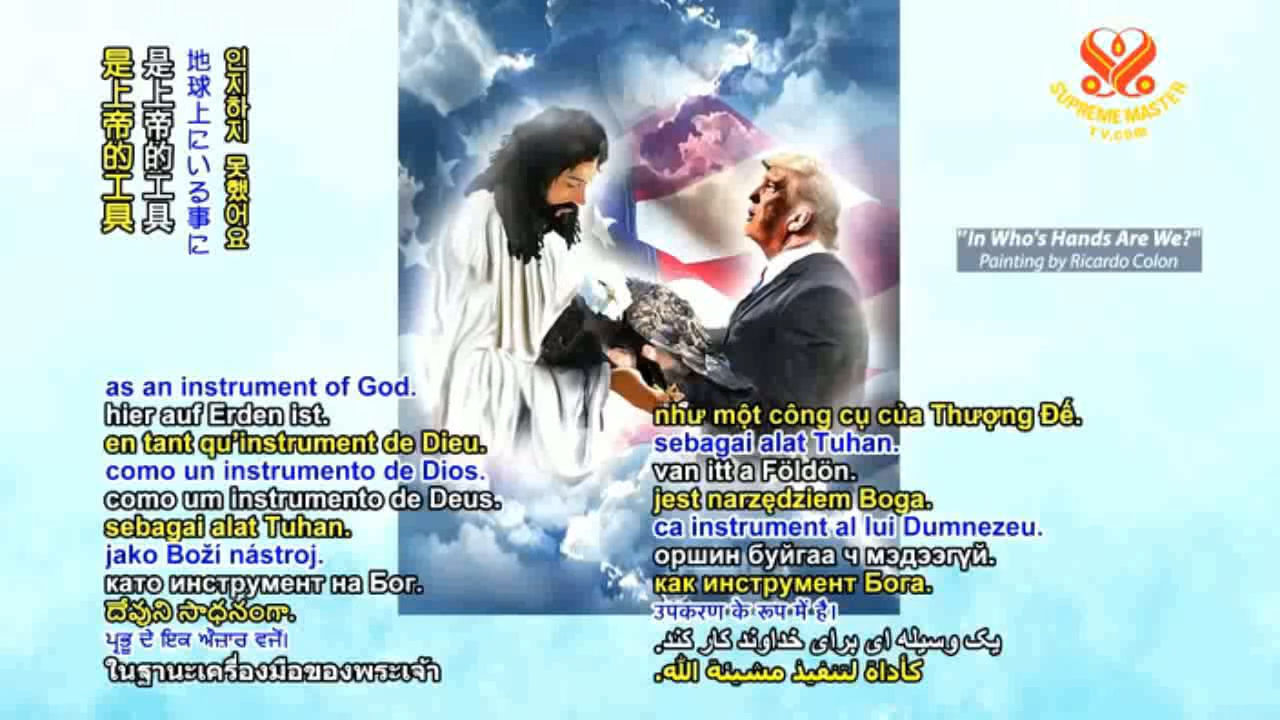 是上帝的工具
是上帝的工具
地球上にいる事に
인지하지 못했어요
SUPREME MASTER
TV.com
"In Who's Hands Are We?"
Painting by Ricardo Colon
as an instrument of God.
hier auf Erden ist.
en tant qu'instrument de Dieu.
como un instrumento de Dios.
como um instrumento de Deus.
sebagai alat Tuhan.
jako Boží nástroj.
като инструмент на Бог.
దేవుని సాధనంగా.
ਪ੍ਰਭੂ ਦੇ ਇਕ ਔਜ਼ਾਰ ਵਜੋਂ।
ในฐานะเครื่องมือของพระเจ้า
như một công cụ của Thượng Đế.
sebagai alat Tuhan.
van itt a Földön.
jest narzędziem Boga.
ca instrument al lui Dumnezeu.
оршин буйгаа ч мэдээгүй.
как инструмент Бога.
उपकरण के रूप में है।
یک وسیله ای برای خداوند کار کند.
كأداة لتنفيذ مشيئة الله.